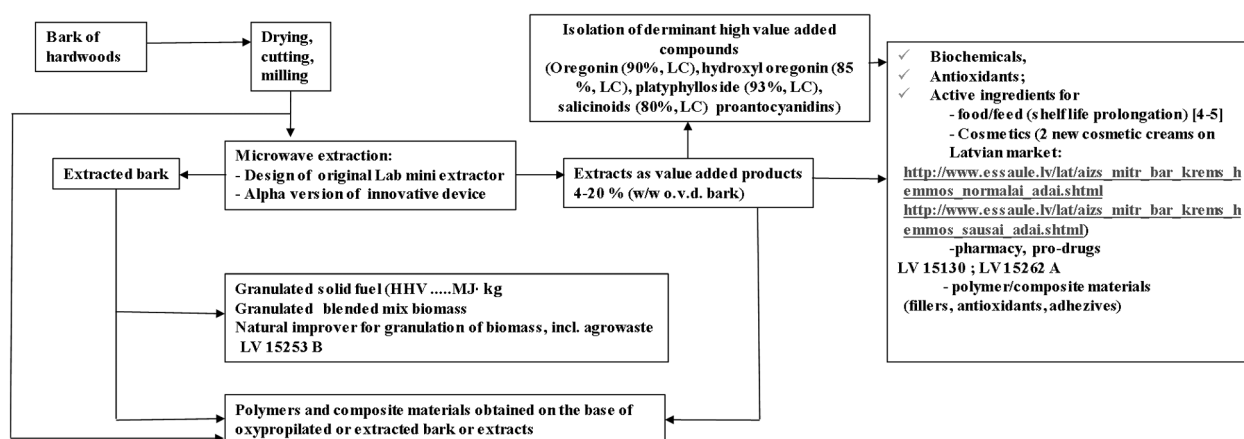 Bark of
hardwoods
Drying,
cutting,
milling
Isolation of derminant high value added
compounds
(Oregonin (90%, LC), hydroxyl oregonin (85
%, LC), platyphylloside (93%, LC),
salicinoids (80%, LC) proantocyanidins)
✓ Biochemicals,
✓ Antioxidants;
✓ Active ingredients for
- food/feed (shelf life prolongation) [4-5]
- Cosmetics (2 new cosmetic creams on
Latvian market:
http://www.essaule.lv/lat/aizs_mitr_bar_krems_h
emmos_normalai_adai.shtml
http://www.essaule.lv/lat/aizs_mitr_bar_krems_h
emmos_sausai_adai.shtml)
-pharmacy, pro-drugs
LV 15130 ; LV 15262 A
- polymer/composite materials
(fillers, antioxidants, adhezives)
Extracted bark
Microwave extraction:
- Design of original Lab mini extractor
- Alpha version of innovative device
Extracts as value added products
4-20 % (w/w o.v.d. bark)
Granulated solid fuel (HHV .....MJ· kg
Granulated blended mix biomass
Natural improver for granulation of biomass, incl. agrowaste
LV 15253 B
Polymers and composite materials obtained on the base of
oxypropilated or extracted bark or extracts